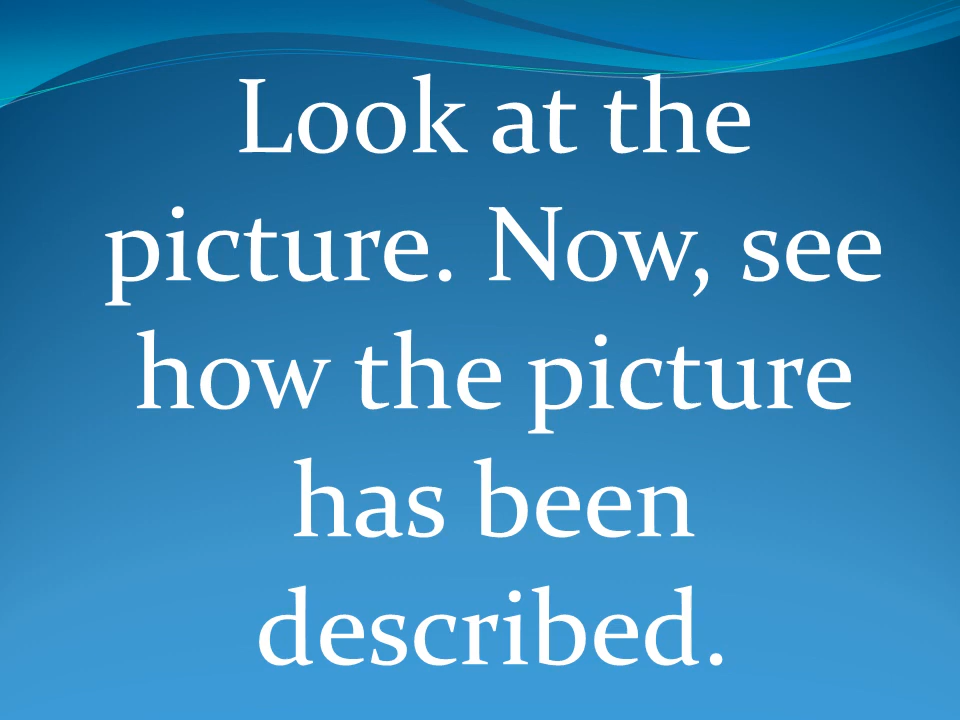 Look at the
picture. Now, see
how the picture
has been
described.